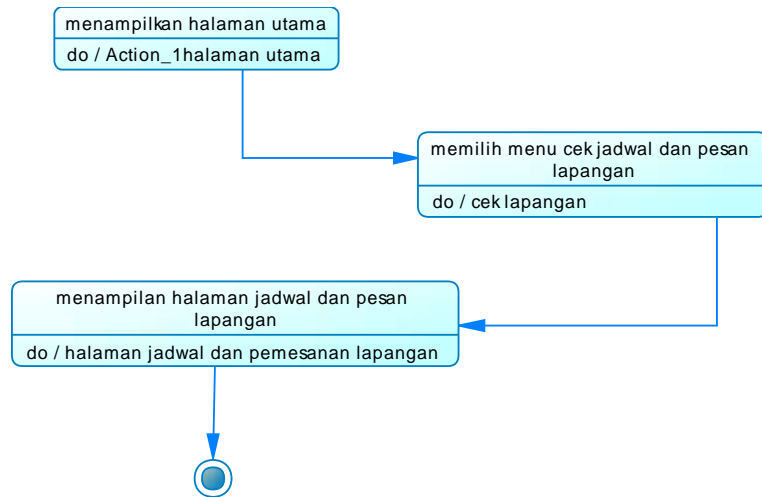 menampilkan halaman utama
do / Action_1halaman utama
memilih menu cek jadwal dan pesan
lapangan
do / cek lapangan
menampilan halaman jadwal dan pesan
lapangan
do / halaman jadwal dan pemesanan lapangan